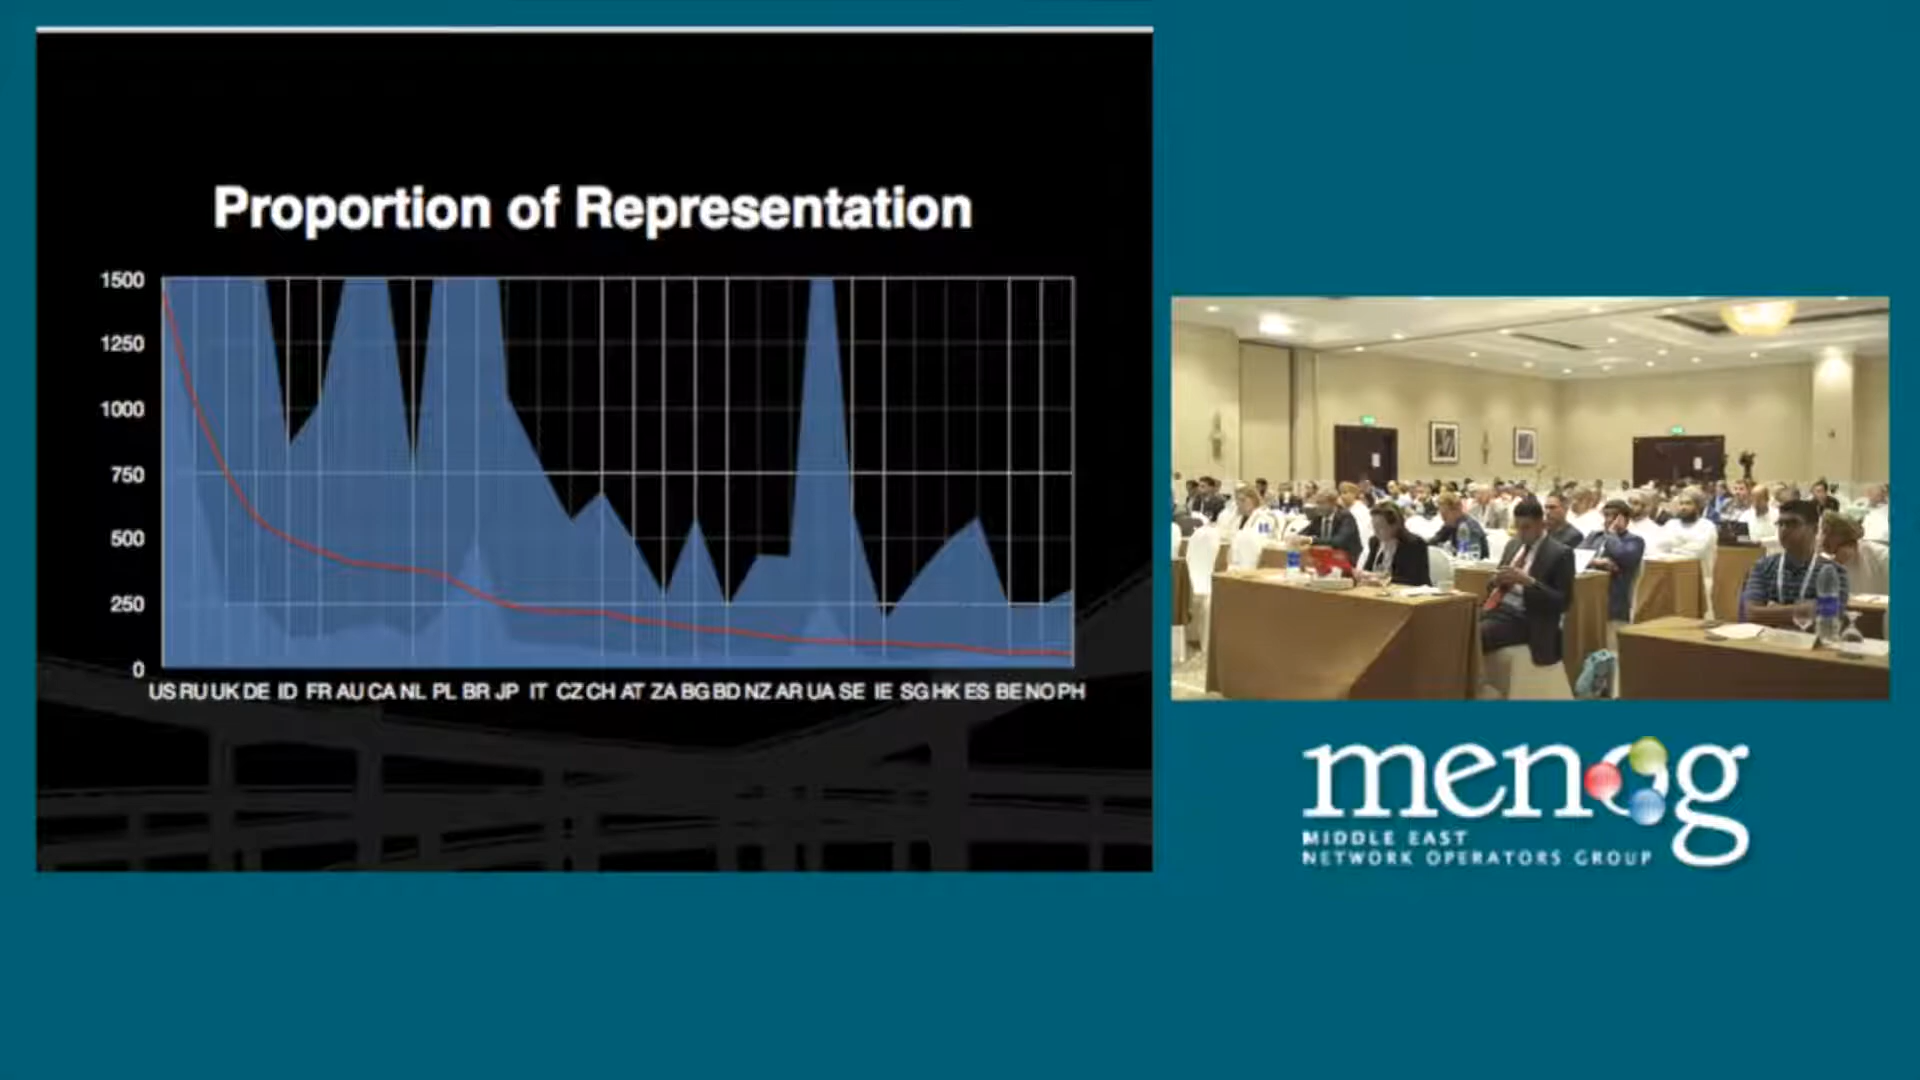 Proportion of Representation
1500
1250
1000
750
500
250
0
US RU UK DE ID FR AU CA NL PL BR JP IT CZ CH AT ZA BG BD NZ AR UA SE IE SG HK ES BE NO PH
menog
MIDDLE EAST
NETWORK OPERATORS GROUP